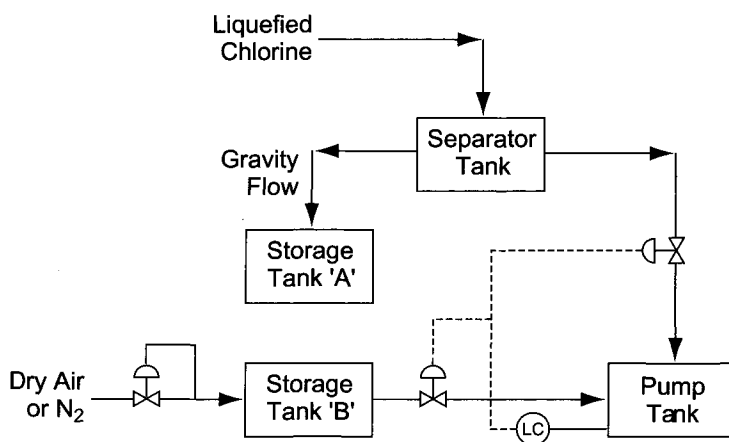 Liquefied
Chlorine
Separator
Tank
Gravity
Flow
Storage
Tank 'A'
Dry Air
or N₂
Storage
Tank 'B'
Pump
Tank
LC